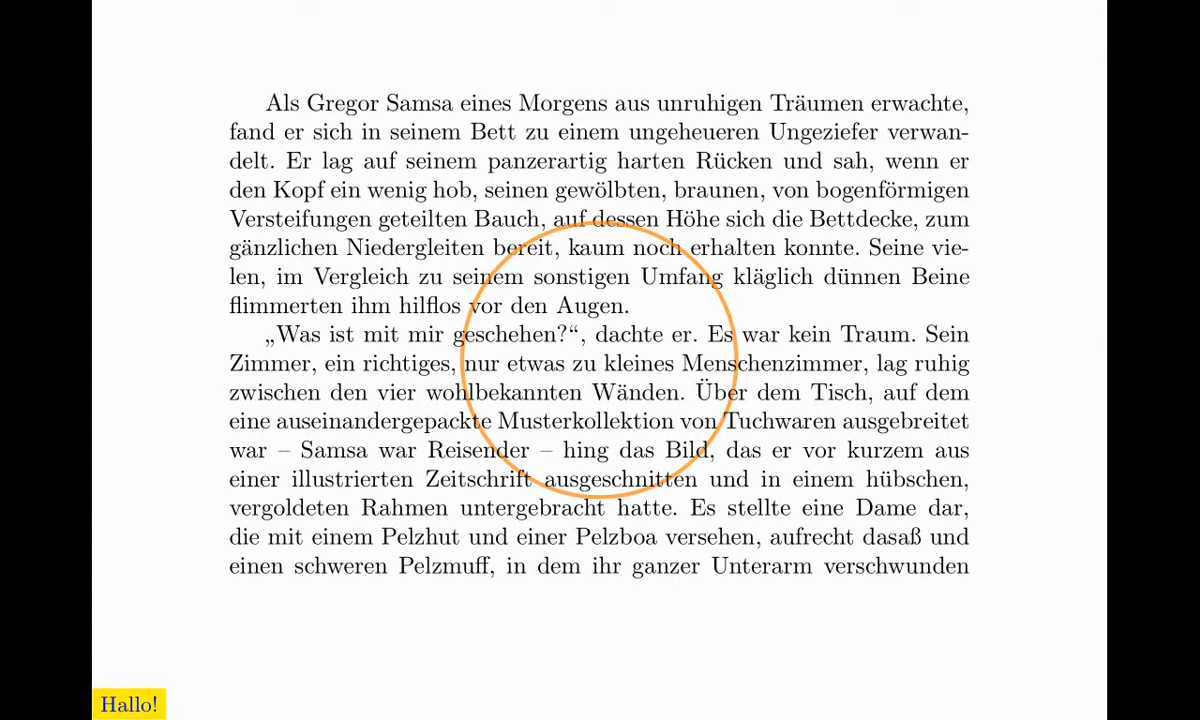 Als Gregor Samsa eines Morgens aus unruhigen Träumen erwachte,
fand er sich in seinem Bett zu einem ungeheueren Ungeziefer verwan-
delt. Er lag auf seinem panzerartig harten Rücken und sah, wenn er
den Kopf ein wenig hob, seinen gewölbten, braunen, von bogenförmigen
Versteifungen geteilten Bauch, auf dessen Höhe sich die Bettdecke, zum
gänzlichen Niedergleiten bereit, kaum noch erhalten konnte. Seine vie-
len, im Vergleich zu seinem sonstigen Umfang kläglich dünnen Beine
flimmerten ihm hilflos vor den Augen.
„Was ist mit mir geschehen?“, dachte er. Es war kein Traum. Sein
Zimmer, ein richtiges, nur etwas zu kleines Menschenzimmer, lag ruhig
zwischen den vier wohlbekannten Wänden. Über dem Tisch, auf dem
eine auseinandergepackte Musterkollektion von Tuchwaren ausgebreitet
war – Samsa war Reisender – hing das Bild, das er vor kurzem aus
einer illustrierten Zeitschrift ausgeschnitten und in einem hübschen,
vergoldeten Rahmen untergebracht hatte. Es stellte eine Dame dar,
die mit einem Pelzhut und einer Pelzboa versehen, aufrecht dasaß und
einen schweren Pelzmuff, in dem ihr ganzer Unterarm verschwunden
Hallo!